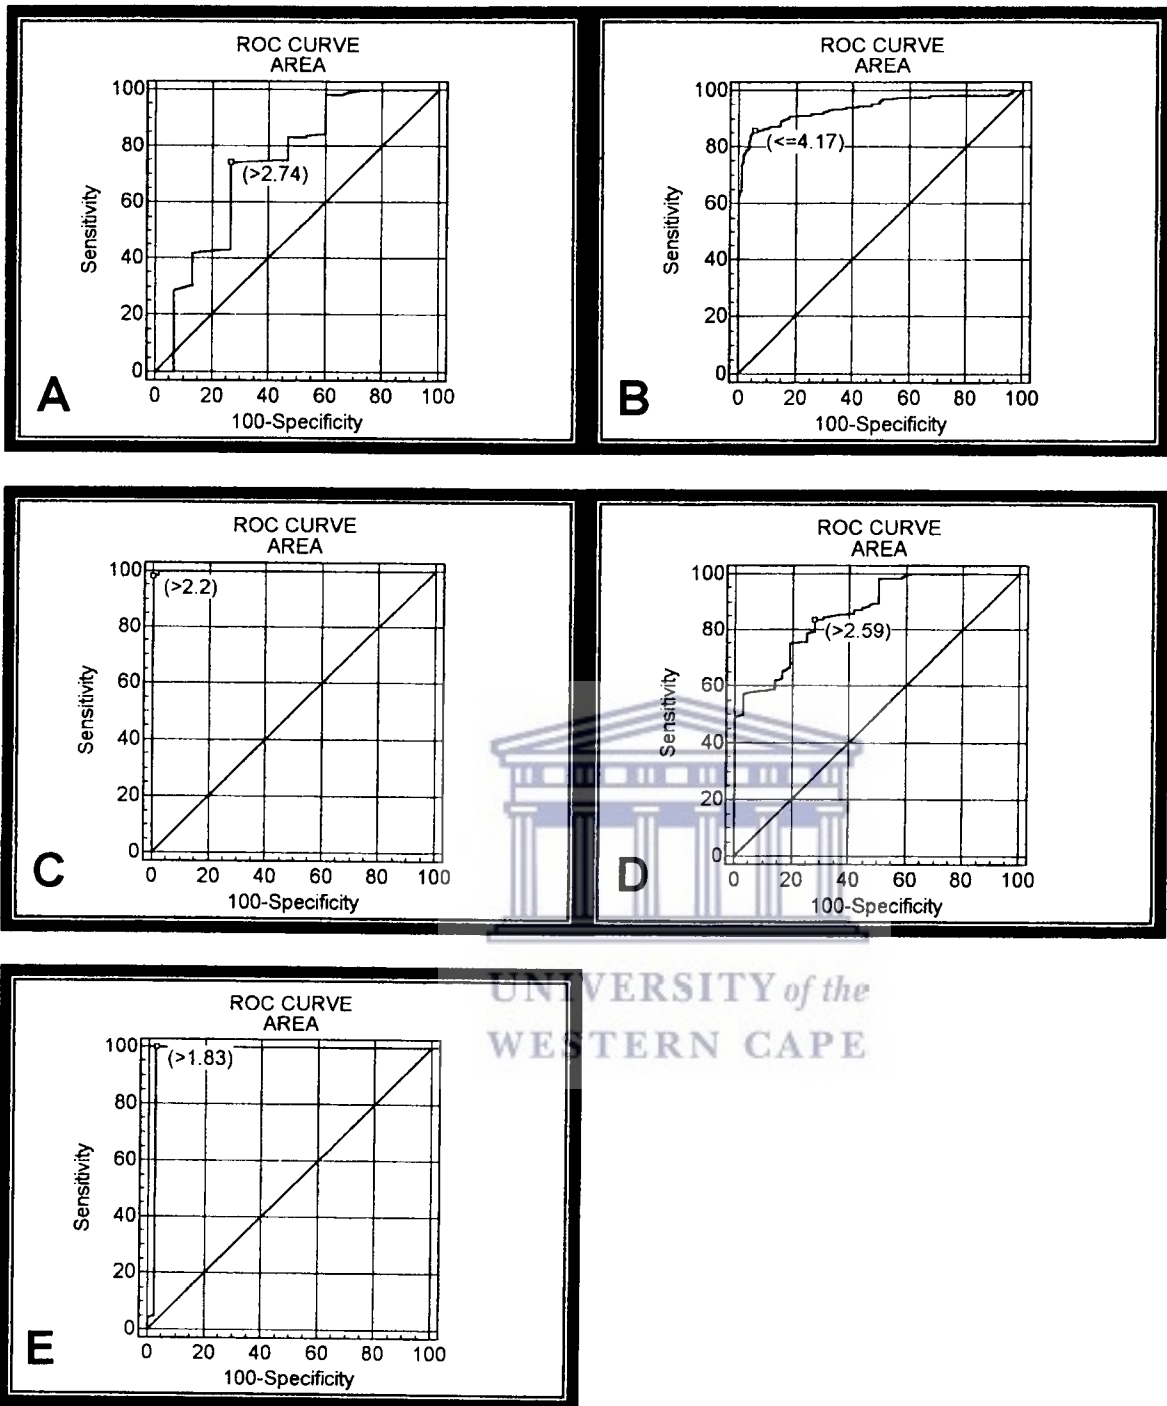 ROC CURVE
AREA
100
80
60
40
20
0
Sensitivity
(>2.74)
0 20 40 60 80 100
100-Specificity
A
ROC CURVE
AREA
100
80
60
40
20
0
Sensitivity
(<=4.17)
0 20 40 60 80 100
100-Specificity
B
ROC CURVE
AREA
100
80
60
40
20
0
Sensitivity
(>2.2)
0 20 40 60 80 100
100-Specificity
C
ROC CURVE
AREA
100
80
60
40
20
0
Sensitivity
(>2.59)
0 20 40 60 80 100
100-Specificity
D
ROC CURVE
AREA
100
80
60
40
20
0
Sensitivity
(>1.83)
0 20 40 60 80 100
100-Specificity
E
UNIVERSITY of the
WESTERN CAPE